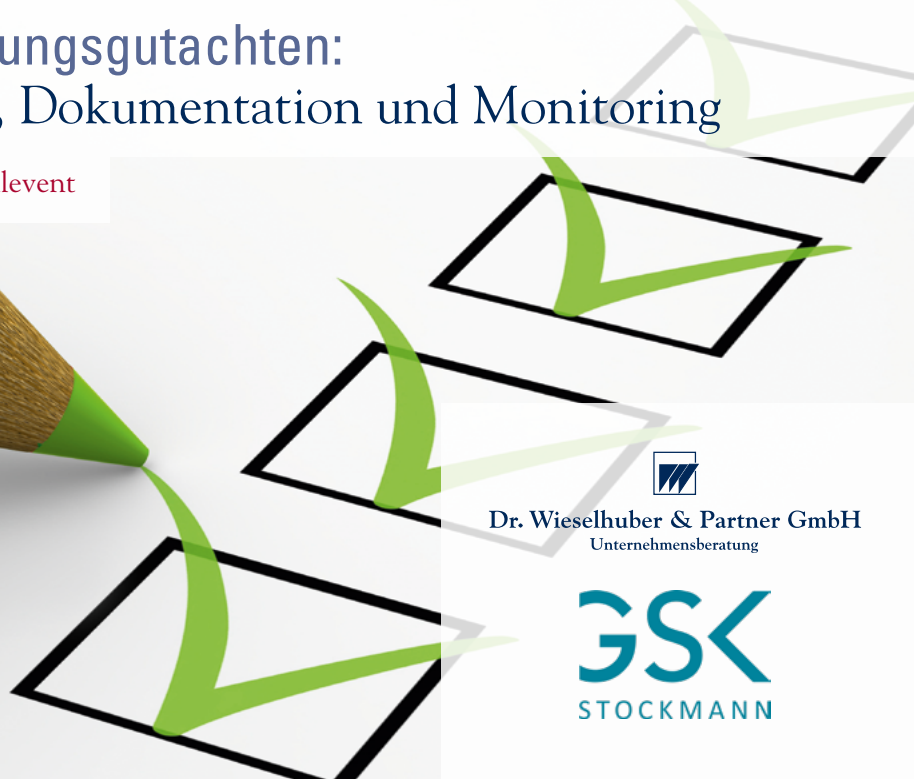 ungsgutachten:
, Dokumentation und Monitoring
levent
Dr. Wieselhuber & Partner GmbH
Unternehmensberatung
GSK
STOCKMANN